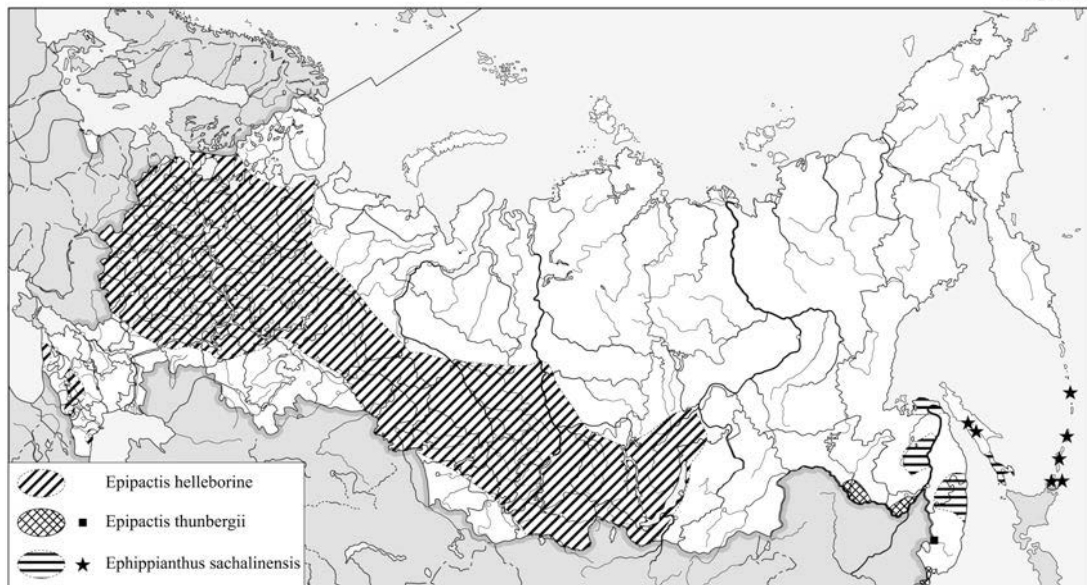 Epipactis helleborine
Epipactis thunbergii
Ephippianthus sachalinensis